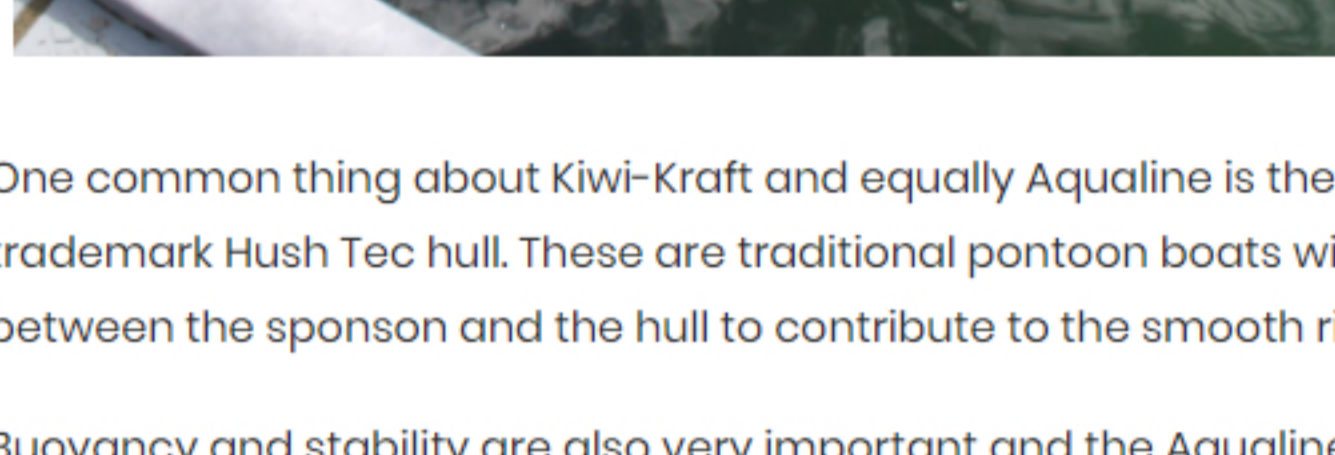 One common thing about Kiwi-Kraft and equally Aqualine is the
trademark Hush Tec hull. These are traditional pontoon boats
between the sponson and the hull to contribute to the smooth
Buoyancy and stability are also very important and the Aqualine